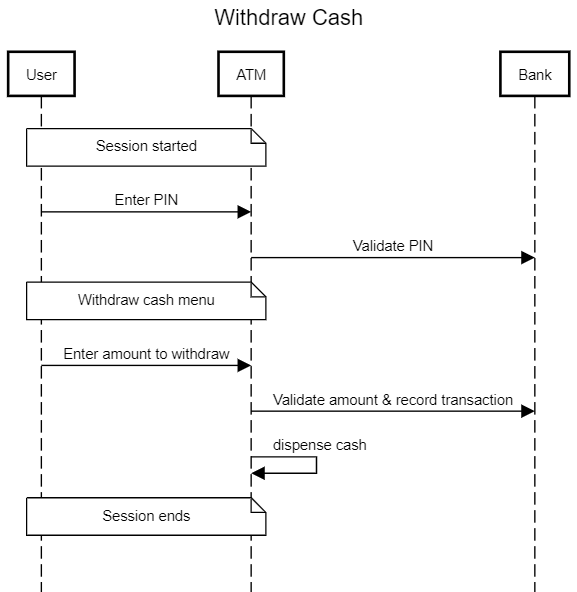 Withdraw Cash
User
ATM
Bank
Session started
Enter PIN
Validate PIN
Withdraw cash menu
Enter amount to withdraw
Validate amount & record transaction
dispense cash
Session ends